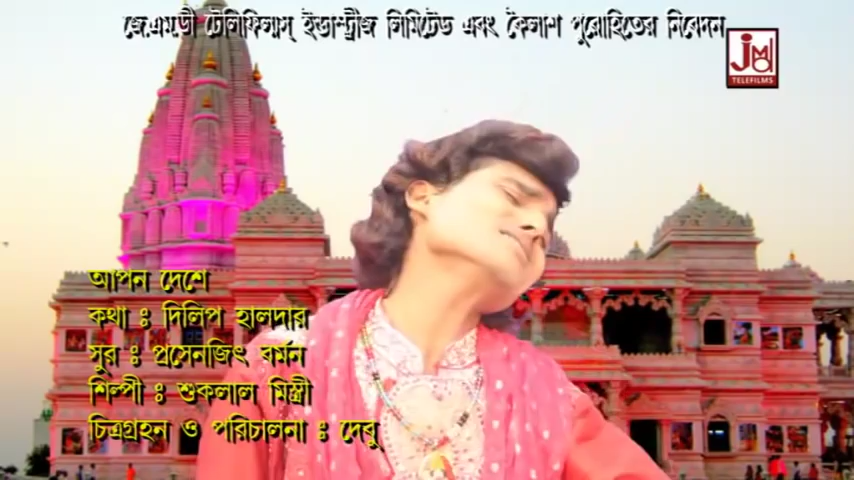 জে.এমডী টেলিফিল্মস্ ইন্ডাস্ট্রীজ লিমিটেড এবং কৈলাশ পুরোহিতের নিবেদন
JMD
TELEFILMS
আপন দেশে
কথা : দিলিপ হালদার
সুর : প্রসেনজিৎ বর্মন
শিল্পী : শুকলাল মিস্ত্রী
চিত্রগ্রহন ও পরিচালনা : দেবু